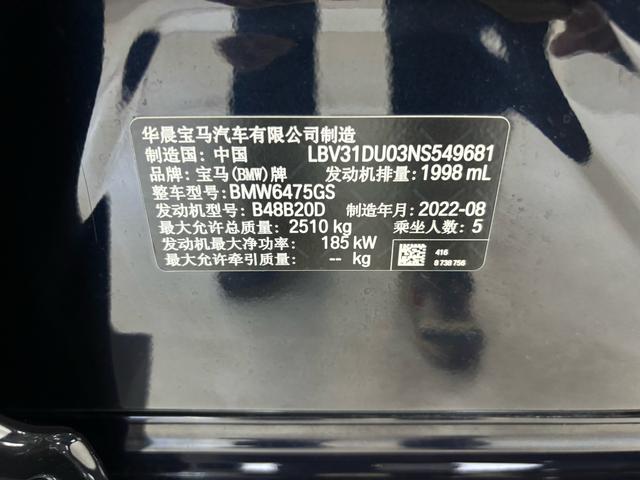 华晨宝马汽车有限公司制造
制造国: 中国 LBV31DU03NS549681
品牌: 宝马(BMW)牌 发动机排量: 1998 mL
整车型号: BMW6475GS
发动机型号: B48B20D 制造年月: 2022-08
最大允许总质量: 2510 kg 乘坐人数: 5
发动机最大净功率: 185 kW
最大允许牵引质量: -- kg
416
8 738 756